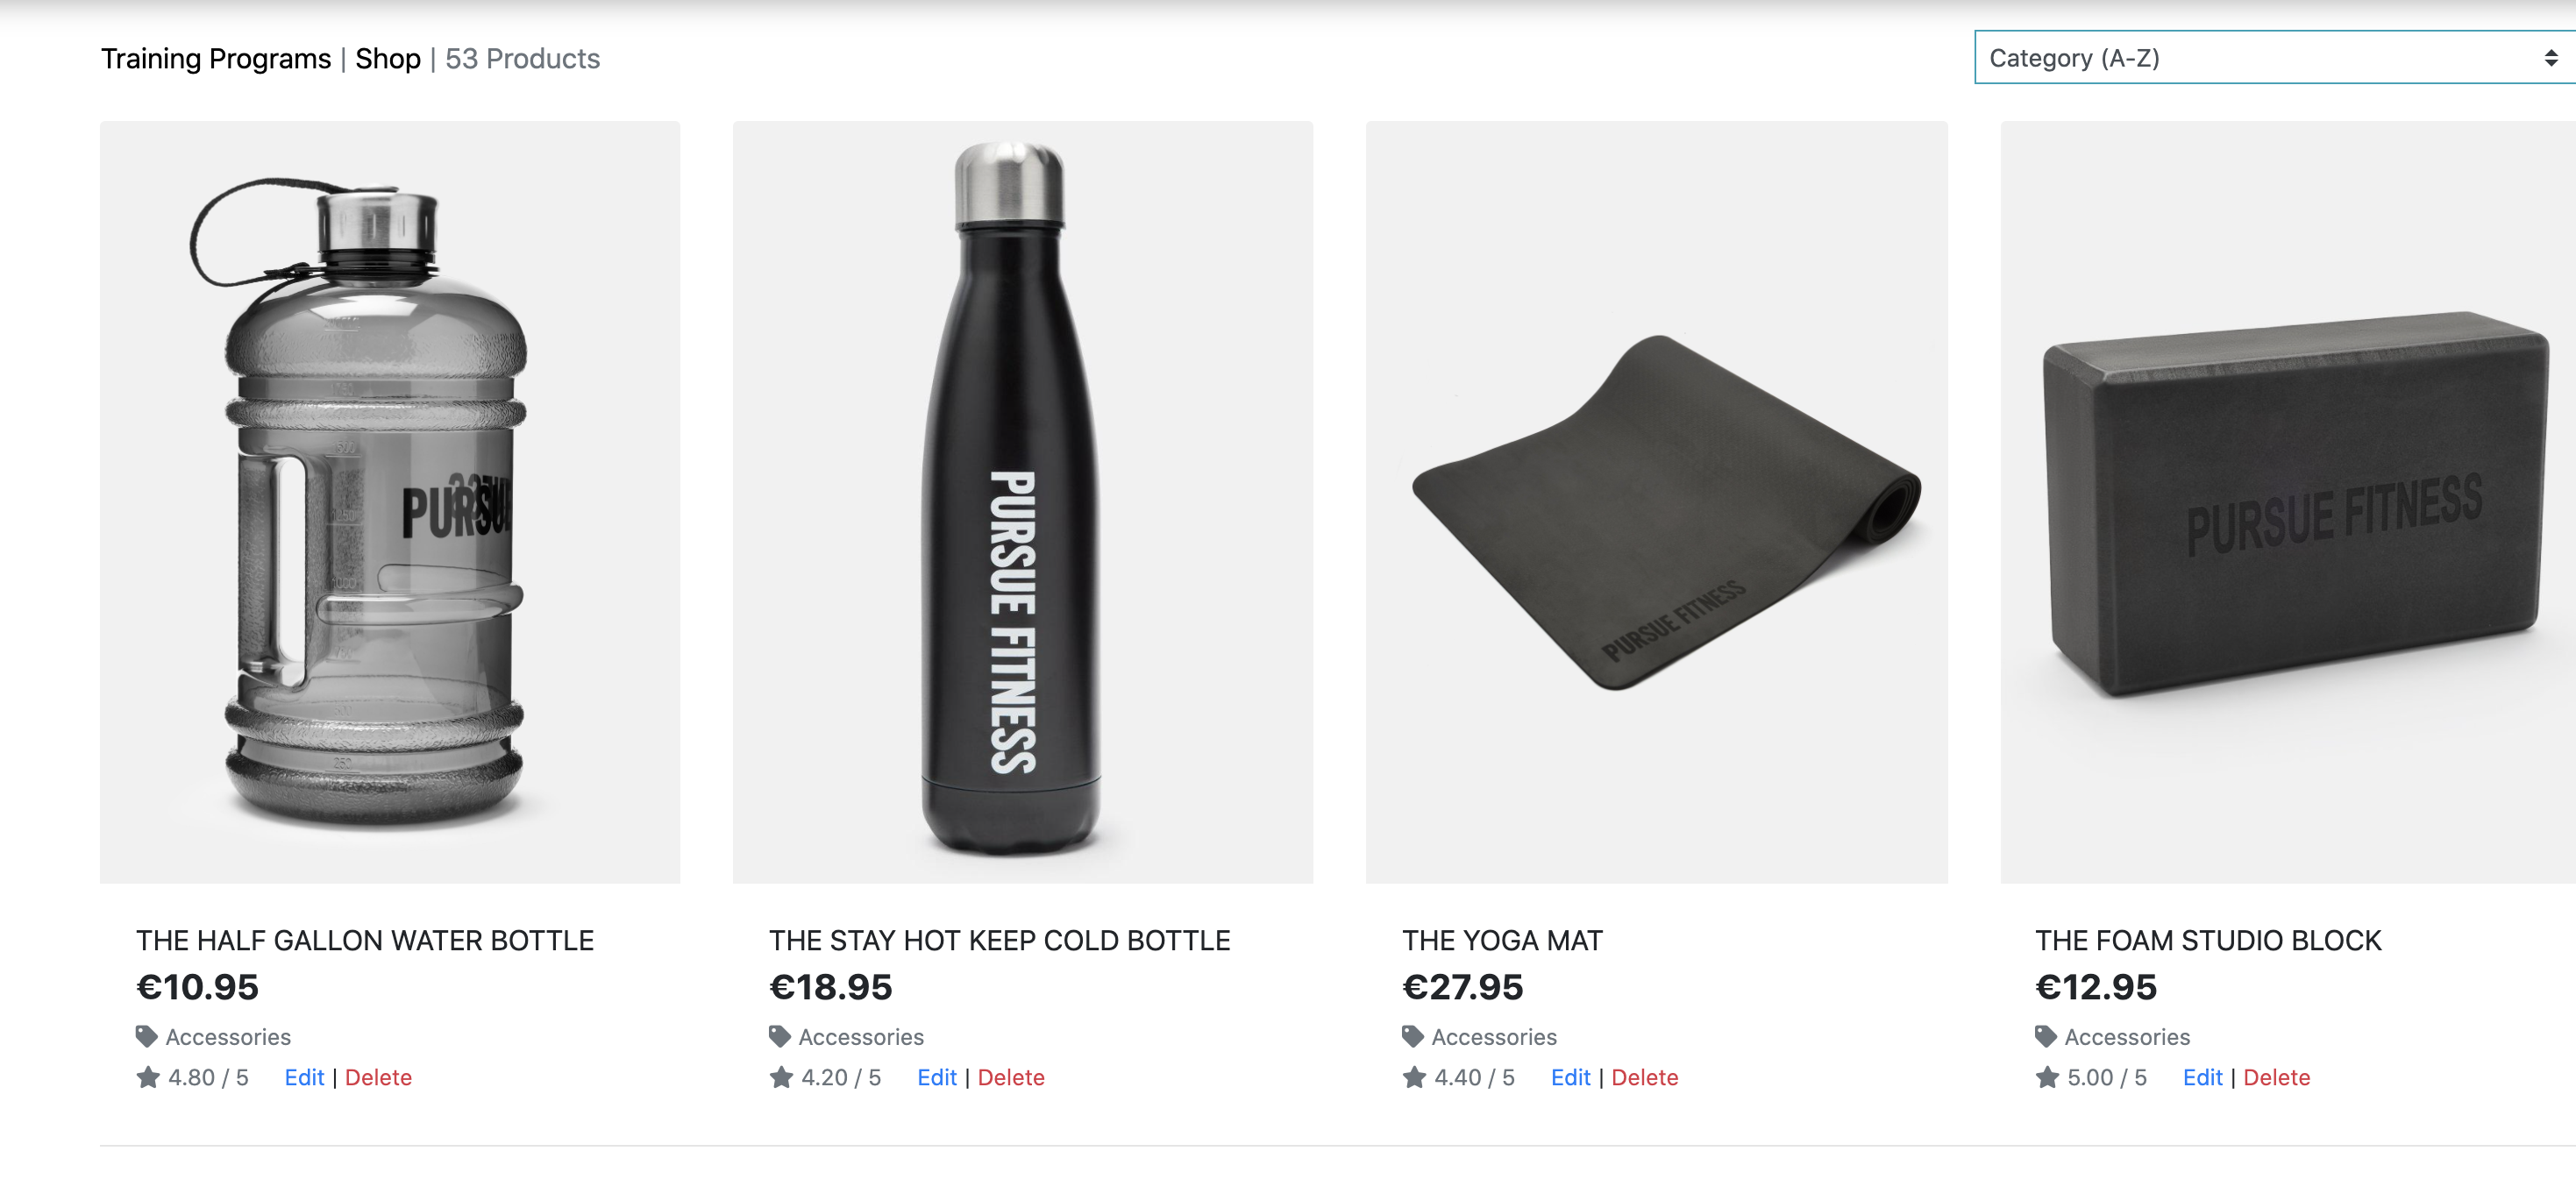 Training Programs | Shop | 53 Products
Category (A-Z)
PURSUE
PURSUE FITNESS
PURSUE FITNESS
PURSUE FITNESS
250
THE HALF GALLON WATER BOTTLE
€10.95
Accessories
4.80 / 5 Edit | Delete
THE STAY HOT KEEP COLD BOTTLE
€18.95
Accessories
4.20 / 5 Edit | Delete
THE YOGA MAT
€27.95
Accessories
4.40 / 5 Edit | Delete
THE FOAM STUDIO BLOCK
€12.95
Accessories
5.00 / 5 Edit | Delete